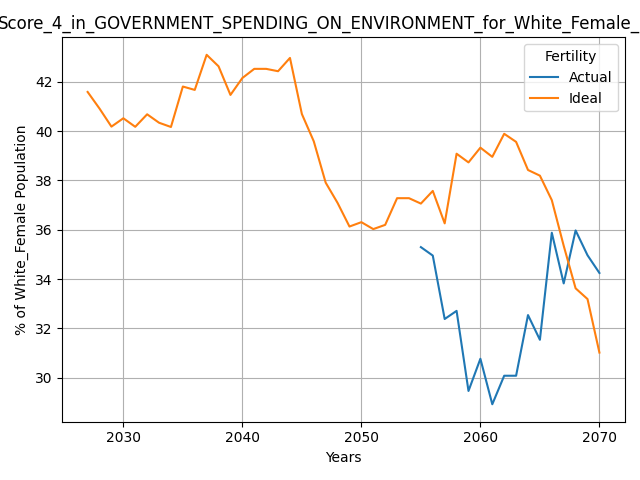 Score_4_in_GOVERNMENT_SPENDING_ON_ENVIRONMENT_for_White_Female_
Fertility
Actual
Ideal
% of White_Female Population
42
40
38
36
34
32
30
2030
2040
2050
2060
2070
Years